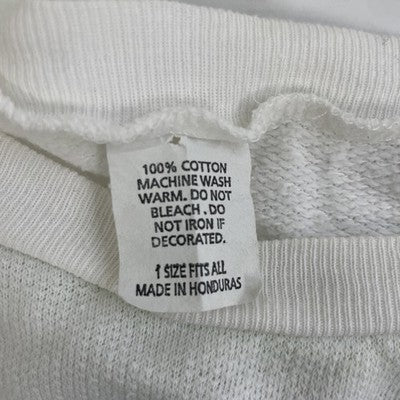 100% COTTON
MACHINE WASH
WARM. DO NOT
BLEACH. DO
NOT IRON IF
DECORATED.
1 SIZE FITS ALL
MADE IN HONDURAS